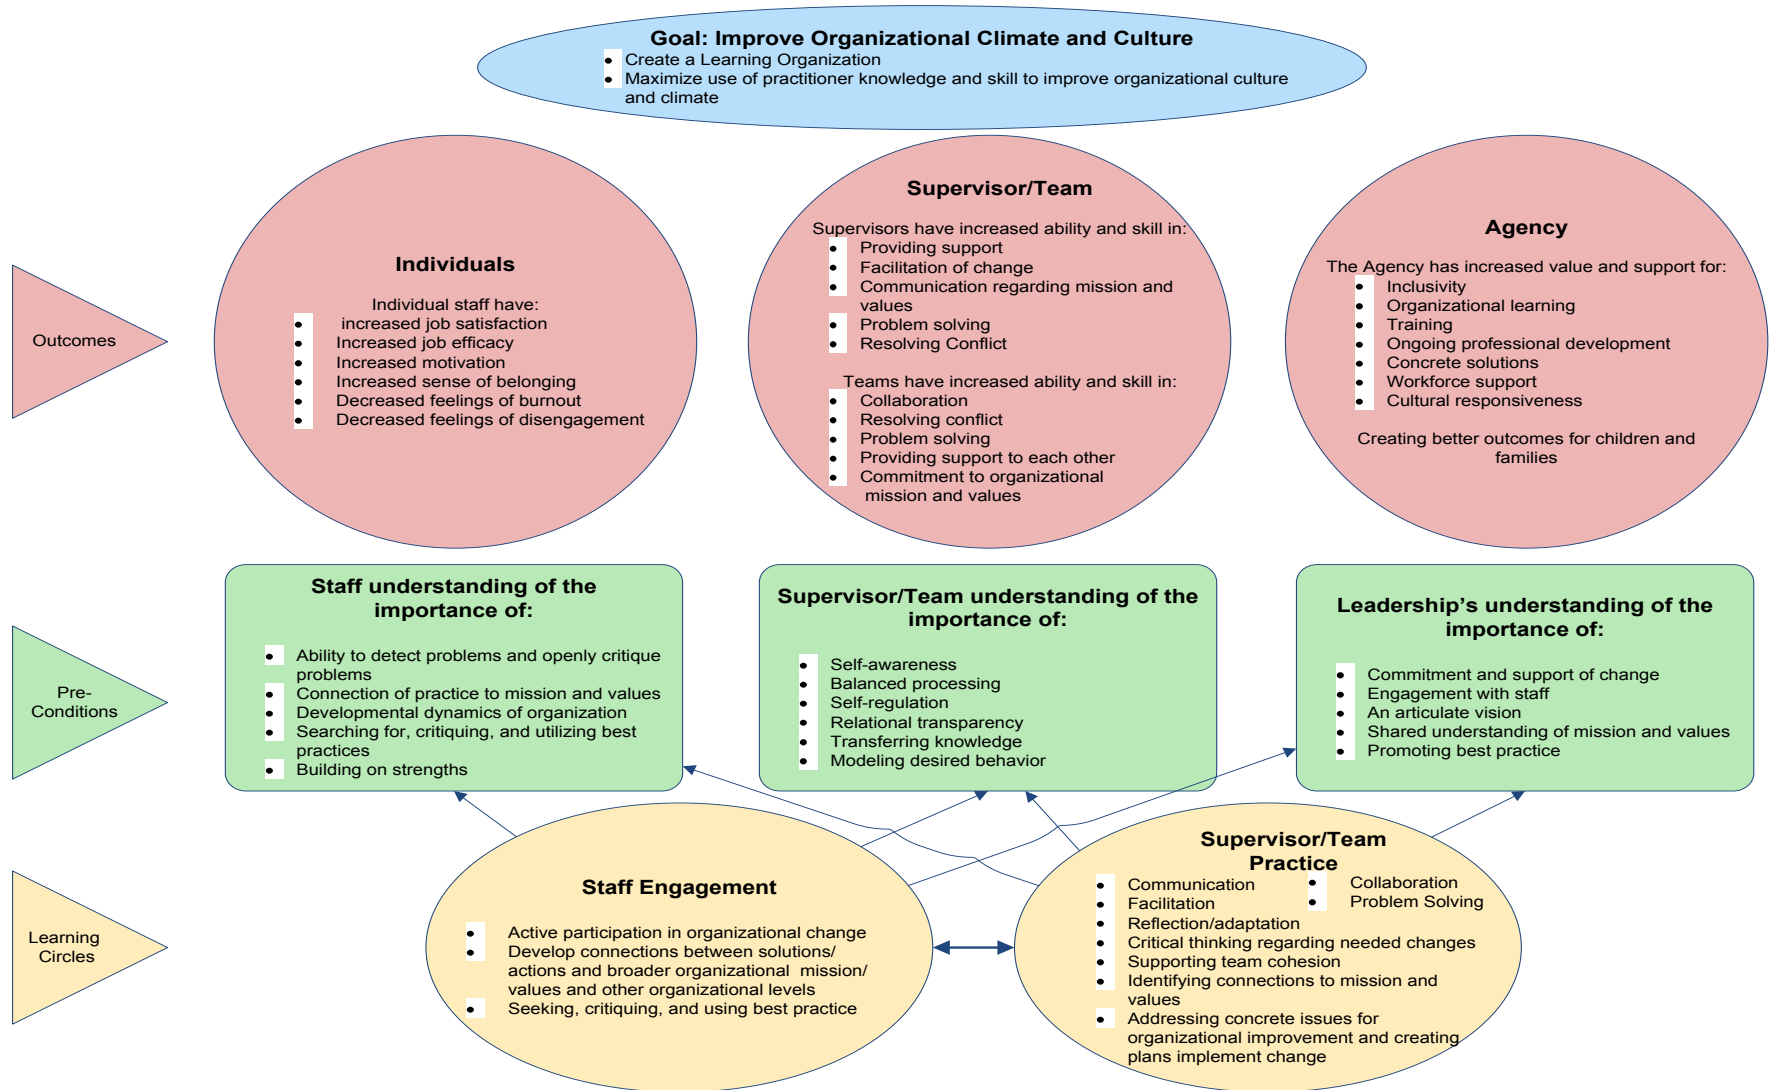 Goal: Improve Organizational Climate and Culture
• Create a Learning Organization
• Maximize use of practitioner knowledge and skill to improve organizational culture
and climate
Outcomes
Individuals
Individual staff have:
• increased job satisfaction
• Increased job efficacy
• Increased motivation
• Increased sense of belonging
• Decreased feelings of burnout
• Decreased feelings of disengagement
Supervisor/Team
Supervisors have increased ability and skill in:
• Providing support
• Facilitation of change
• Communication regarding mission and
values
• Problem solving
• Resolving Conflict
Teams have increased ability and skill in:
• Collaboration
• Resolving conflict
• Problem solving
• Providing support to each other
• Commitment to organizational
mission and values
Agency
The Agency has increased value and support for:
• Inclusivity
• Organizational learning
• Training
• Ongoing professional development
• Concrete solutions
• Workforce support
• Cultural responsiveness
Creating better outcomes for children and
families
Pre-
Conditions
Staff understanding of the
importance of:
• Ability to detect problems and openly critique
problems
• Connection of practice to mission and values
• Developmental dynamics of organization
• Searching for, critiquing, and utilizing best
practices
• Building on strengths
Supervisor/Team understanding of the
importance of:
• Self-awareness
• Balanced processing
• Self-regulation
• Relational transparency
• Transferring knowledge
• Modeling desired behavior
Leadership’s understanding of the
importance of:
• Commitment and support of change
• Engagement with staff
• An articulate vision
• Shared understanding of mission and values
• Promoting best practice
Learning
Circles
Staff Engagement
• Active participation in organizational change
• Develop connections between solutions/
actions and broader organizational mission/
values and other organizational levels
• Seeking, critiquing, and using best practice
Supervisor/Team
Practice
• Communication
• Facilitation
• Reflection/adaptation
• Critical thinking regarding needed changes
• Supporting team cohesion
• Identifying connections to mission and
values
• Addressing concrete issues for
organizational improvement and creating
plans implement change
• Collaboration
• Problem Solving